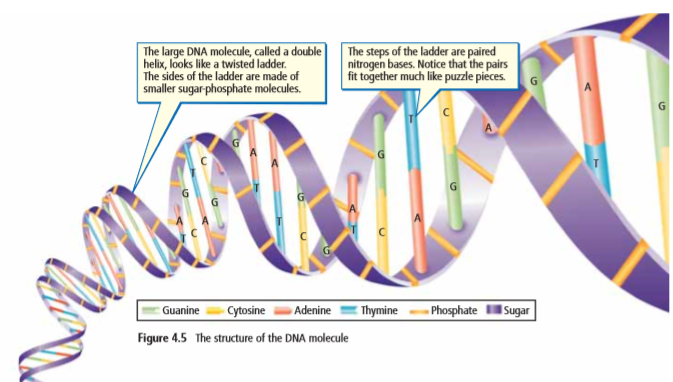 The large DNA molecule, called a double
helix, looks like a twisted ladder.
The sides of the ladder are made of
smaller sugar-phosphate molecules.
The steps of the ladder are paired
nitrogen bases. Notice that the pairs
fit together much like puzzle pieces.
G
A
T
G
T
C
A
G
G
A
C
G
A
A
T
T
G
C
G
A
T
C
T
G
C
A
G
A
T
C
Guanine Cytosine Adenine Thymine Phosphate Sugar
Figure 4.5 The structure of the DNA molecule